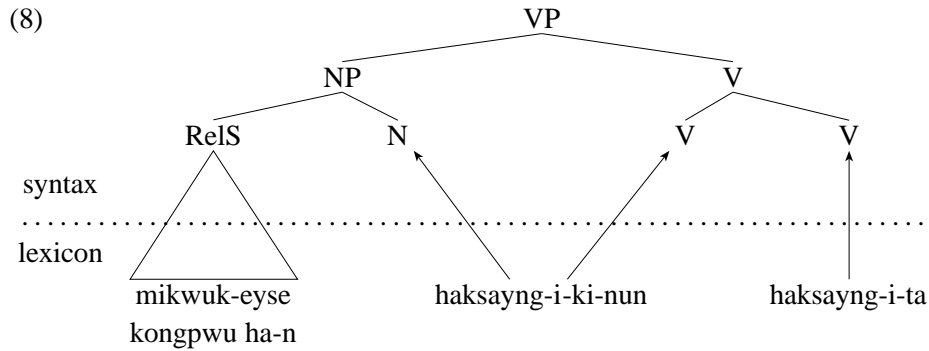 (8)
VP
NP V
RelS N V V
syntax
lexicon
mikwuk-eyse haksayng-i-ki-nun haksayng-i-ta
kongpwu ha-n